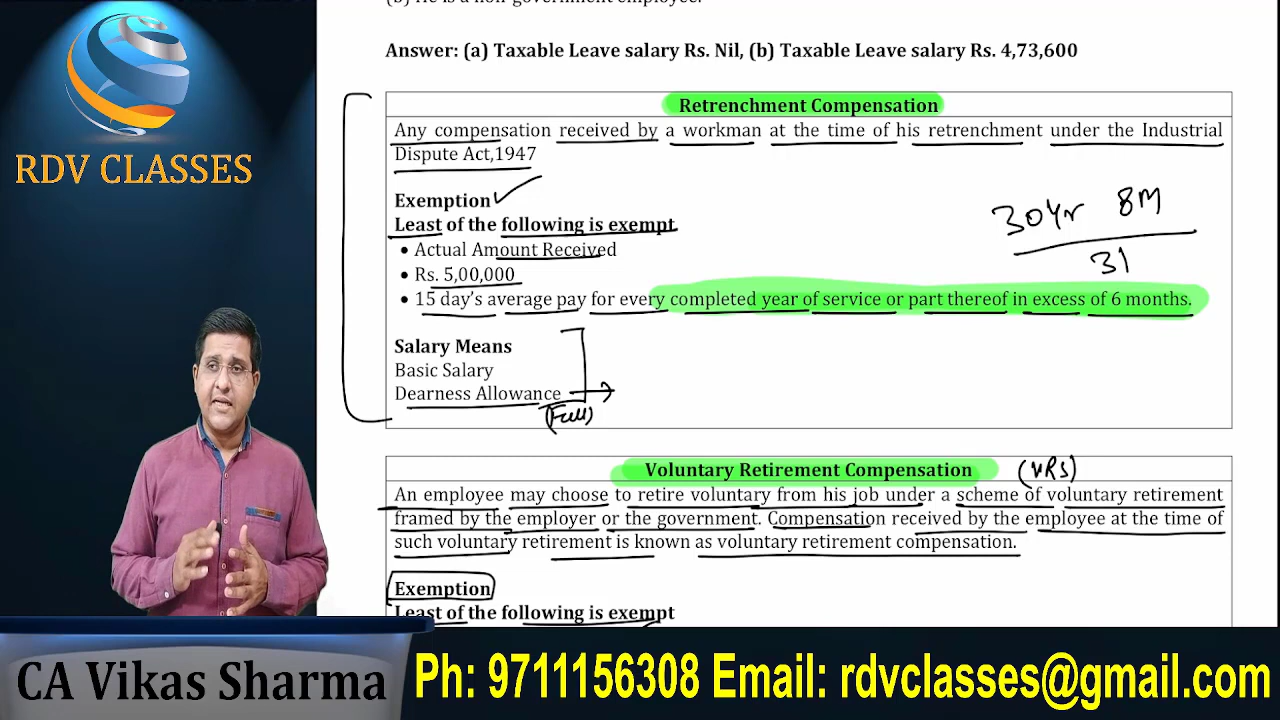 (b) He is a non-government employee.
Answer: (a) Taxable Leave salary Rs. Nil, (b) Taxable Leave salary Rs. 4,73,600
RDV CLASSES
Retrenchment Compensation
Any compensation received by a workman at the time of his retrenchment under the Industrial
Dispute Act,1947
Exemption
Least of the following is exempt
• Actual Amount Received
• Rs. 5,00,000
• 15 day's average pay for every completed year of service or part thereof in excess of 6 months.
30Yr 8M
31
Salary Means
Basic Salary
Dearness Allowance
(Full)
Voluntary Retirement Compensation (VRS)
An employee may choose to retire voluntary from his job under a scheme of voluntary retirement
framed by the employer or the government. Compensation received by the employee at the time of
such voluntary retirement is known as voluntary retirement compensation.
Exemption
Least of the following is exempt
CA Vikas Sharma
Ph: 9711156308 Email: rdvclasses@gmail.com